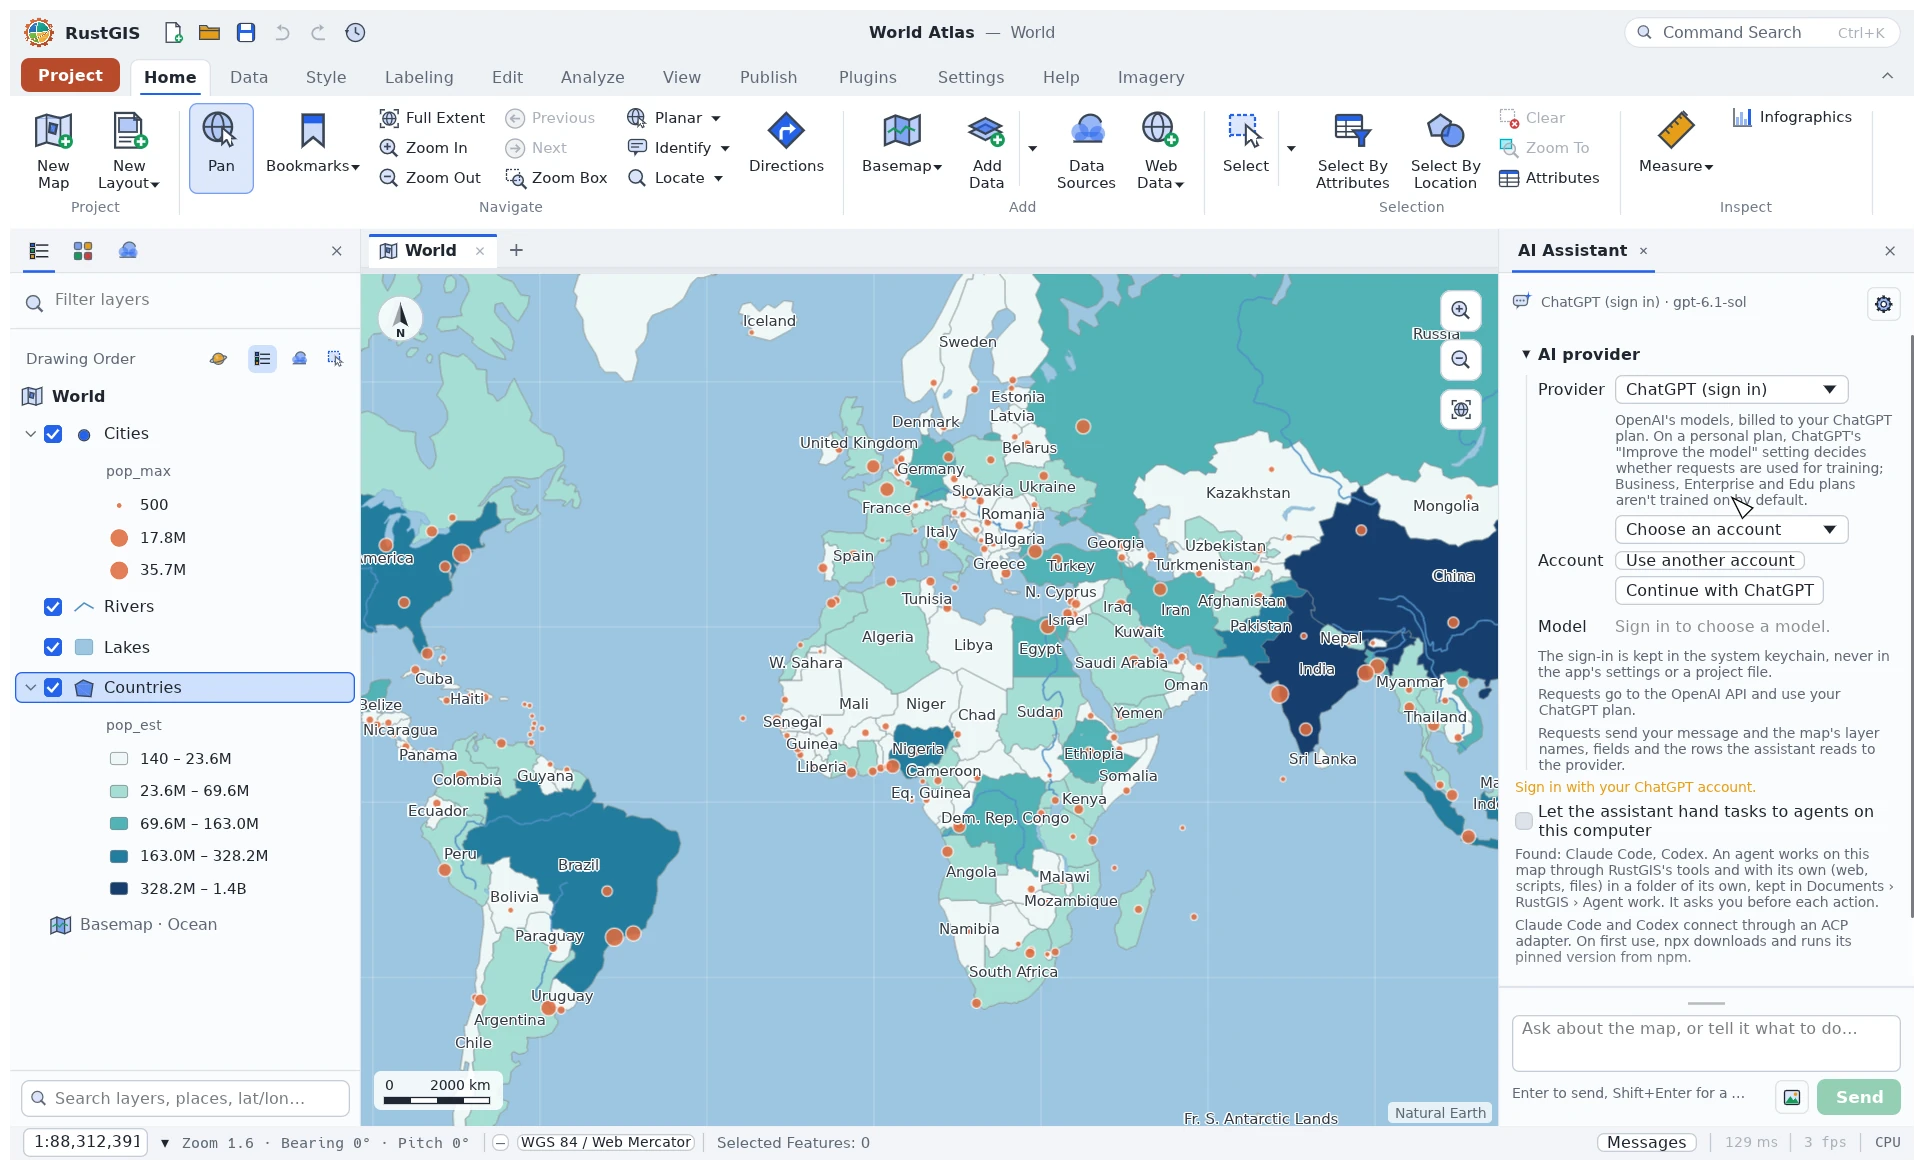 RustGIS
World Atlas — World
Command Search Ctrl+K
Project
Home
Data
Style
Labeling
Edit
Analyze
View
Publish
Plugins
Settings
Help
Imagery
New Map
New Layout
Project
Pan
Bookmarks
Full Extent
Zoom In
Zoom Out
Previous
Next
Zoom Box
Planar
Identify
Locate
Directions
Navigate
Basemap
Add Data
Data Sources
Web Data
Add
Select
Select By Attributes
Select By Location
Clear
Zoom To
Attributes
Selection
Measure
Infographics
Inspect
Filter layers
Drawing Order
World
Cities
pop_max
500
17.8M
35.7M
Rivers
Lakes
Countries
pop_est
140 – 23.6M
23.6M – 69.6M
69.6M – 163.0M
163.0M – 328.2M
328.2M – 1.4B
Basemap · Ocean
Search layers, places, lat/lon...
World
N
Iceland
Sweden
Russia
Estonia
Latvia
Denmark
United Kingdom
Belarus
Germany
Slovakia
Ukraine
Kazakhstan
Mongolia
France
Romania
Italy
Bulgaria
Georgia
Uzbekistan
merica
Spain
Greece
Turkey
Turkmenistan
China
Tunisia
N. Cyprus
Iraq
Iran
Afghanistan
Israel
Algeria
Libya
Kuwait
Pakistan
Nepal
Egypt
W. Sahara
Saudi Arabia
India
Cuba
Oman
Myanmar
Belize
Haiti
Mali
Niger
Chad
Sudan
Yemen
Thailand
Nicaragua
Senegal
Guinea
Nigeria
Ethiopia
Panama
Liberia
Cameroon
Somalia
Sri Lanka
Colombia
Guyana
Eq. Guinea
Kenya
Ma
Ind
Ecuador
Dem. Rep. Congo
Peru
Brazil
Angola
Malawi
Bolivia
Mozambique
Paraguay
Namibia
South Africa
Uruguay
Argentina
Chile
Fr. S. Antarctic Lands
0 2000 km
Natural Earth
AI Assistant
ChatGPT (sign in) · gpt-6.1-sol
AI provider
Provider ChatGPT (sign in)
OpenAI's models, billed to your ChatGPT
plan. On a personal plan, ChatGPT's
"Improve the model" setting decides
whether requests are used for training;
Business, Enterprise and Edu plans
aren't trained on by default.
Choose an account
Account Use another account
Continue with ChatGPT
Model Sign in to choose a model.
The sign-in is kept in the system keychain, never in
the app's settings or a project file.
Requests go to the OpenAI API and use your
ChatGPT plan.
Requests send your message and the map's layer
names, fields and the rows the assistant reads to
the provider.
Sign in with your ChatGPT account.
Let the assistant hand tasks to agents on
this computer
Found: Claude Code, Codex. An agent works on this
map through RustGIS's tools and with its own (web,
scripts, files) in a folder of its own, kept in Documents ›
RustGIS › Agent work. It asks you before each action.
Claude Code and Codex connect through an ACP
adapter. On first use, npx downloads and runs its
pinned version from npm.
Ask about the map, or tell it what to do...
Enter to send, Shift+Enter for a ...
Send
1:88,312,391
Zoom 1.6 · Bearing 0° · Pitch 0°
WGS 84 / Web Mercator
Selected Features: 0
Messages
129 ms
3 fps
CPU